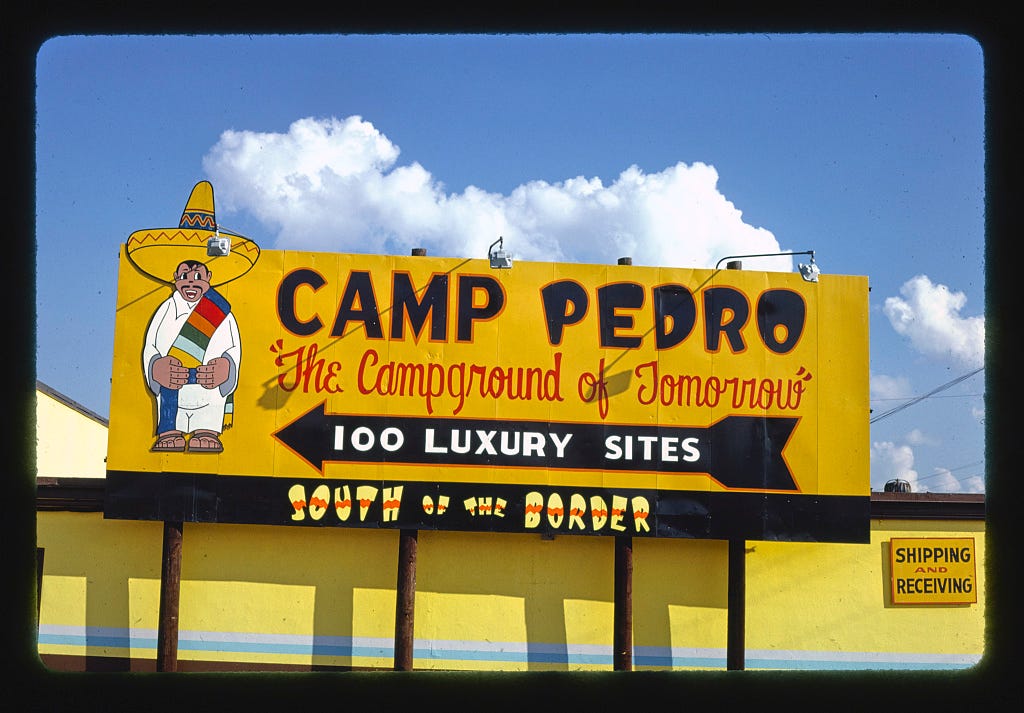 CAMP PEDRO
"The Campground of Tomorrow"
100 LUXURY SITES
SOUTH OF THE BORDER
SHIPPING
AND
RECEIVING